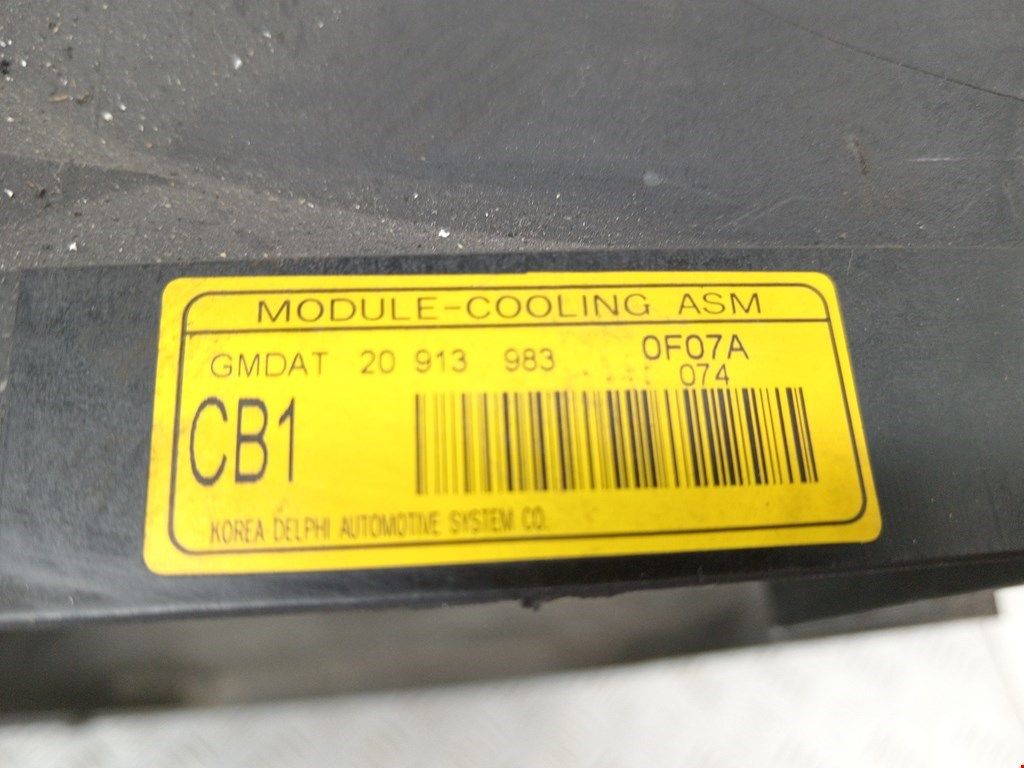 MODULE-COOLING ASM
GMDAT 20 913 983 0F07A
074
CB1
KOREA DELPHI AUTOMOTIVE SYSTEM CO.